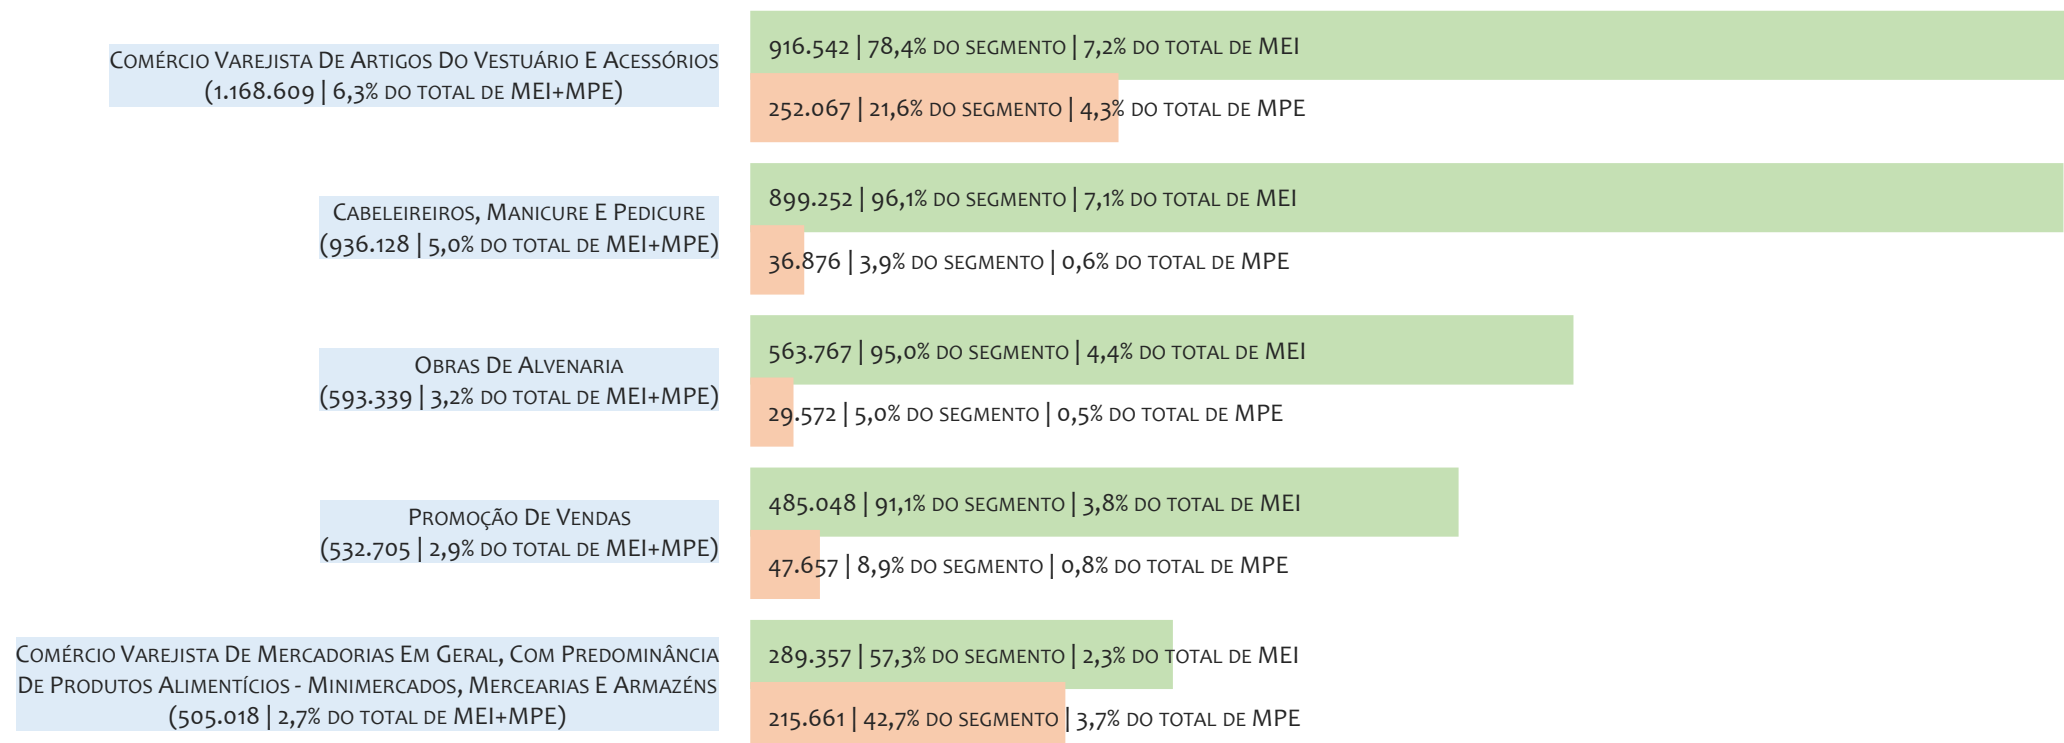 Comércio Varejista De Artigos Do Vestuário E Acessórios
(1.168.609 | 6,3% do total de MEI+MPE)
916.542 | 78,4% do segmento | 7,2% do total de MEI
252.067 | 21,6% do segmento | 4,3% do total de MPE
Cabeleireiros, Manicure E Pedicure
(936.128 | 5,0% do total de MEI+MPE)
899.252 | 96,1% do segmento | 7,1% do total de MEI
36.876 | 3,9% do segmento | 0,6% do total de MPE
Obras De Alvenaria
(593.339 | 3,2% do total de MEI+MPE)
563.767 | 95,0% do segmento | 4,4% do total de MEI
29.572 | 5,0% do segmento | 0,5% do total de MPE
Promoção De Vendas
(532.705 | 2,9% do total de MEI+MPE)
485.048 | 91,1% do segmento | 3,8% do total de MEI
47.657 | 8,9% do segmento | 0,8% do total de MPE
Comércio Varejista De Mercadorias Em Geral, Com Predominância
De Produtos Alimentícios - Minimercados, Mercearias E Armazéns
(505.018 | 2,7% do total de MEI+MPE)
289.357 | 57,3% do segmento | 2,3% do total de MEI
215.661 | 42,7% do segmento | 3,7% do total de MPE